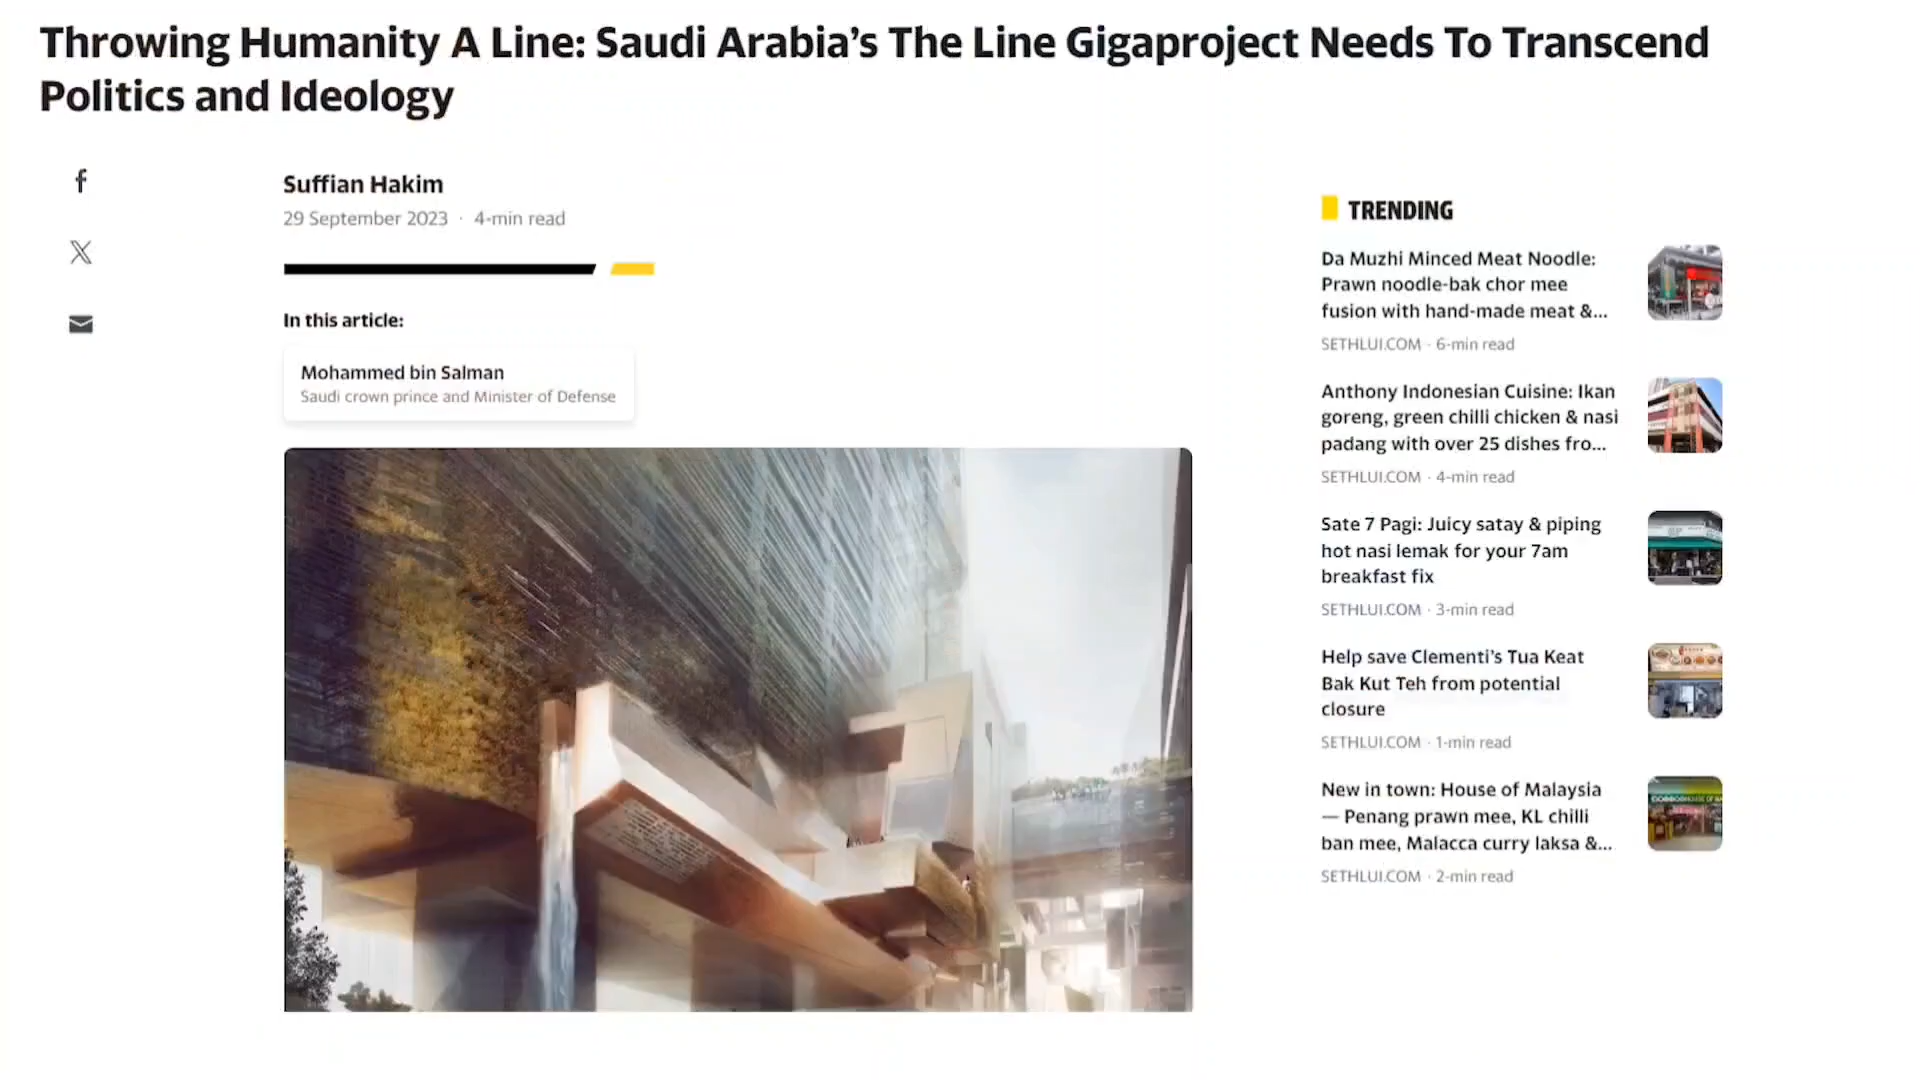 Throwing Humanity A Line: Saudi Arabia's The Line Gigaproject Needs To Transcend
Politics and Ideology
Suffian Hakim
29 September 2023 · 4-min read
In this article:
Mohammed bin Salman
Saudi crown prince and Minister of Defense
TRENDING
Da Muzhi Minced Meat Noodle:
Prawn noodle-bak chor mee
fusion with hand-made meat &...
SETHLUI.COM · 6-min read
Anthony Indonesian Cuisine: Ikan
goreng, green chilli chicken & nasi
padang with over 25 dishes fro...
SETHLUI.COM · 4-min read
Sate 7 Pagi: Juicy satay & piping
hot nasi lemak for your 7am
breakfast fix
SETHLUI.COM · 3-min read
Help save Clementi's Tua Keat
Bak Kut Teh from potential
closure
SETHLUI.COM · 1-min read
New in town: House of Malaysia
— Penang prawn mee, KL chilli
ban mee, Malacca curry laksa &...
SETHLUI.COM · 2-min read